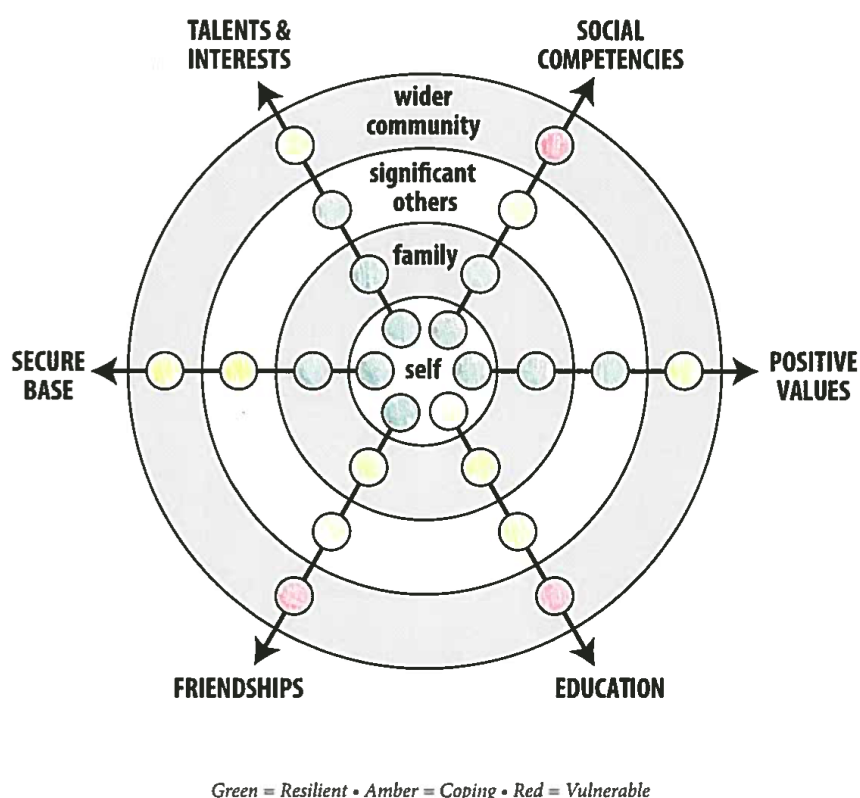 TALENTS &
INTERESTS
SOCIAL
COMPETENCIES
wider
community
significant
others
family
SECURE
BASE
self
POSITIVE
VALUES
FRIENDSHIPS
EDUCATION
Green = Resilient • Amber = Coping • Red = Vulnerable